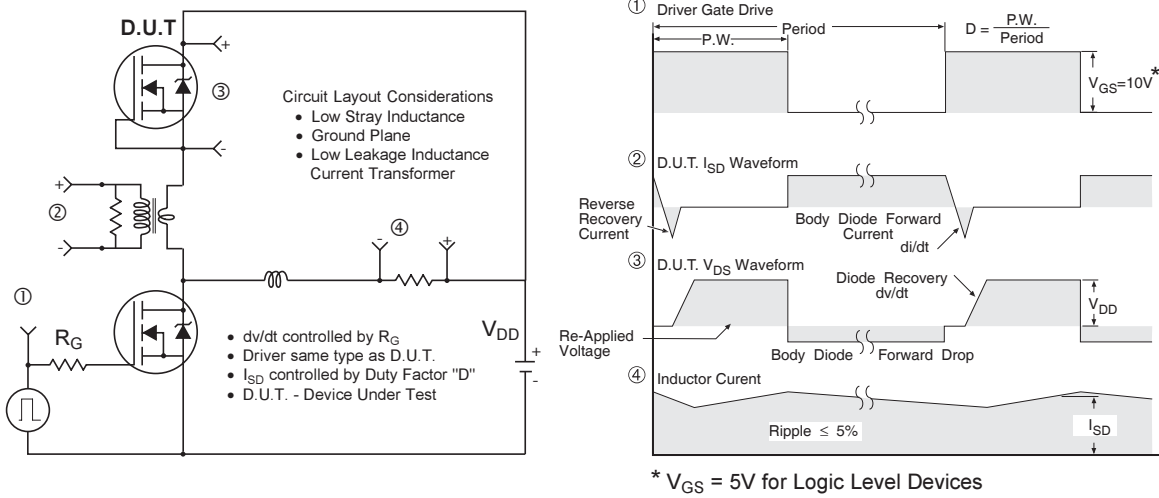 D.U.T
+
③
-
Circuit Layout Considerations
• Low Stray Inductance
• Ground Plane
• Low Leakage Inductance
Current Transformer
+
②
-
④
- +
①
R_G
V_DD
+
-
• dv/dt controlled by R_G
• Driver same type as D.U.T.
• I_SD controlled by Duty Factor "D"
• D.U.T. - Device Under Test
① Driver Gate Drive
P.W.
Period
D = P.W. / Period
V_GS=10V *
② D.U.T. I_SD Waveform
Reverse
Recovery
Current
Body Diode Forward
Current
di/dt
③ D.U.T. V_DS Waveform
Diode Recovery
dv/dt
V_DD
Re-Applied
Voltage
Body Diode Forward Drop
④ Inductor Curent
Ripple ≤ 5%
I_SD
* V_GS = 5V for Logic Level Devices